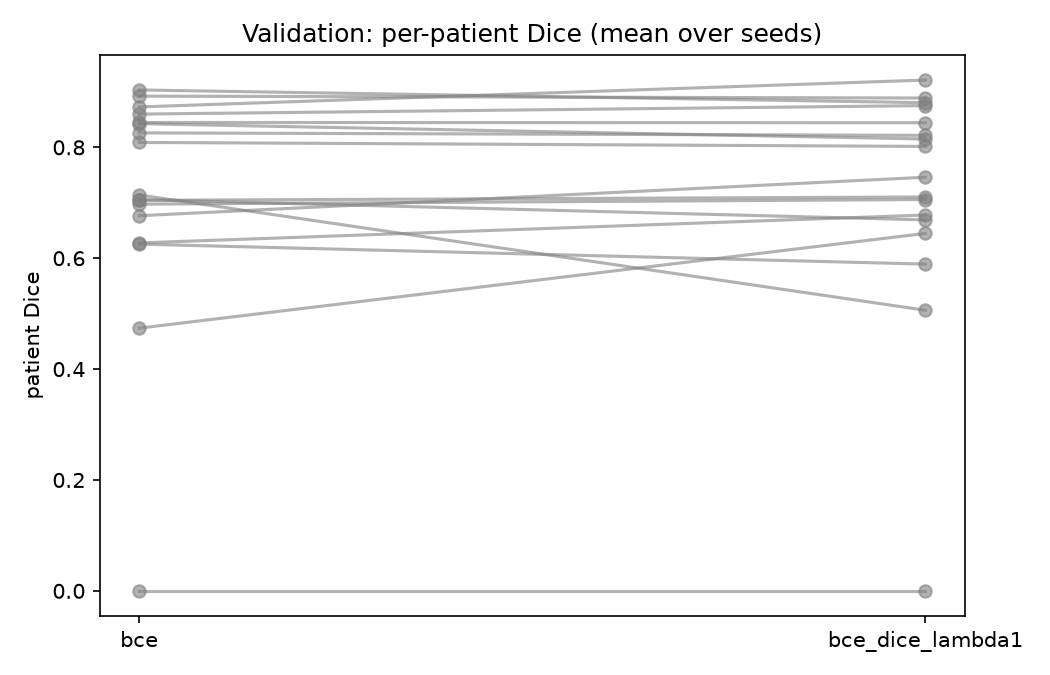 Validation: per-patient Dice (mean over seeds)
patient Dice
0.8
0.6
0.4
0.2
0.0
bce
bce_dice_lambda1